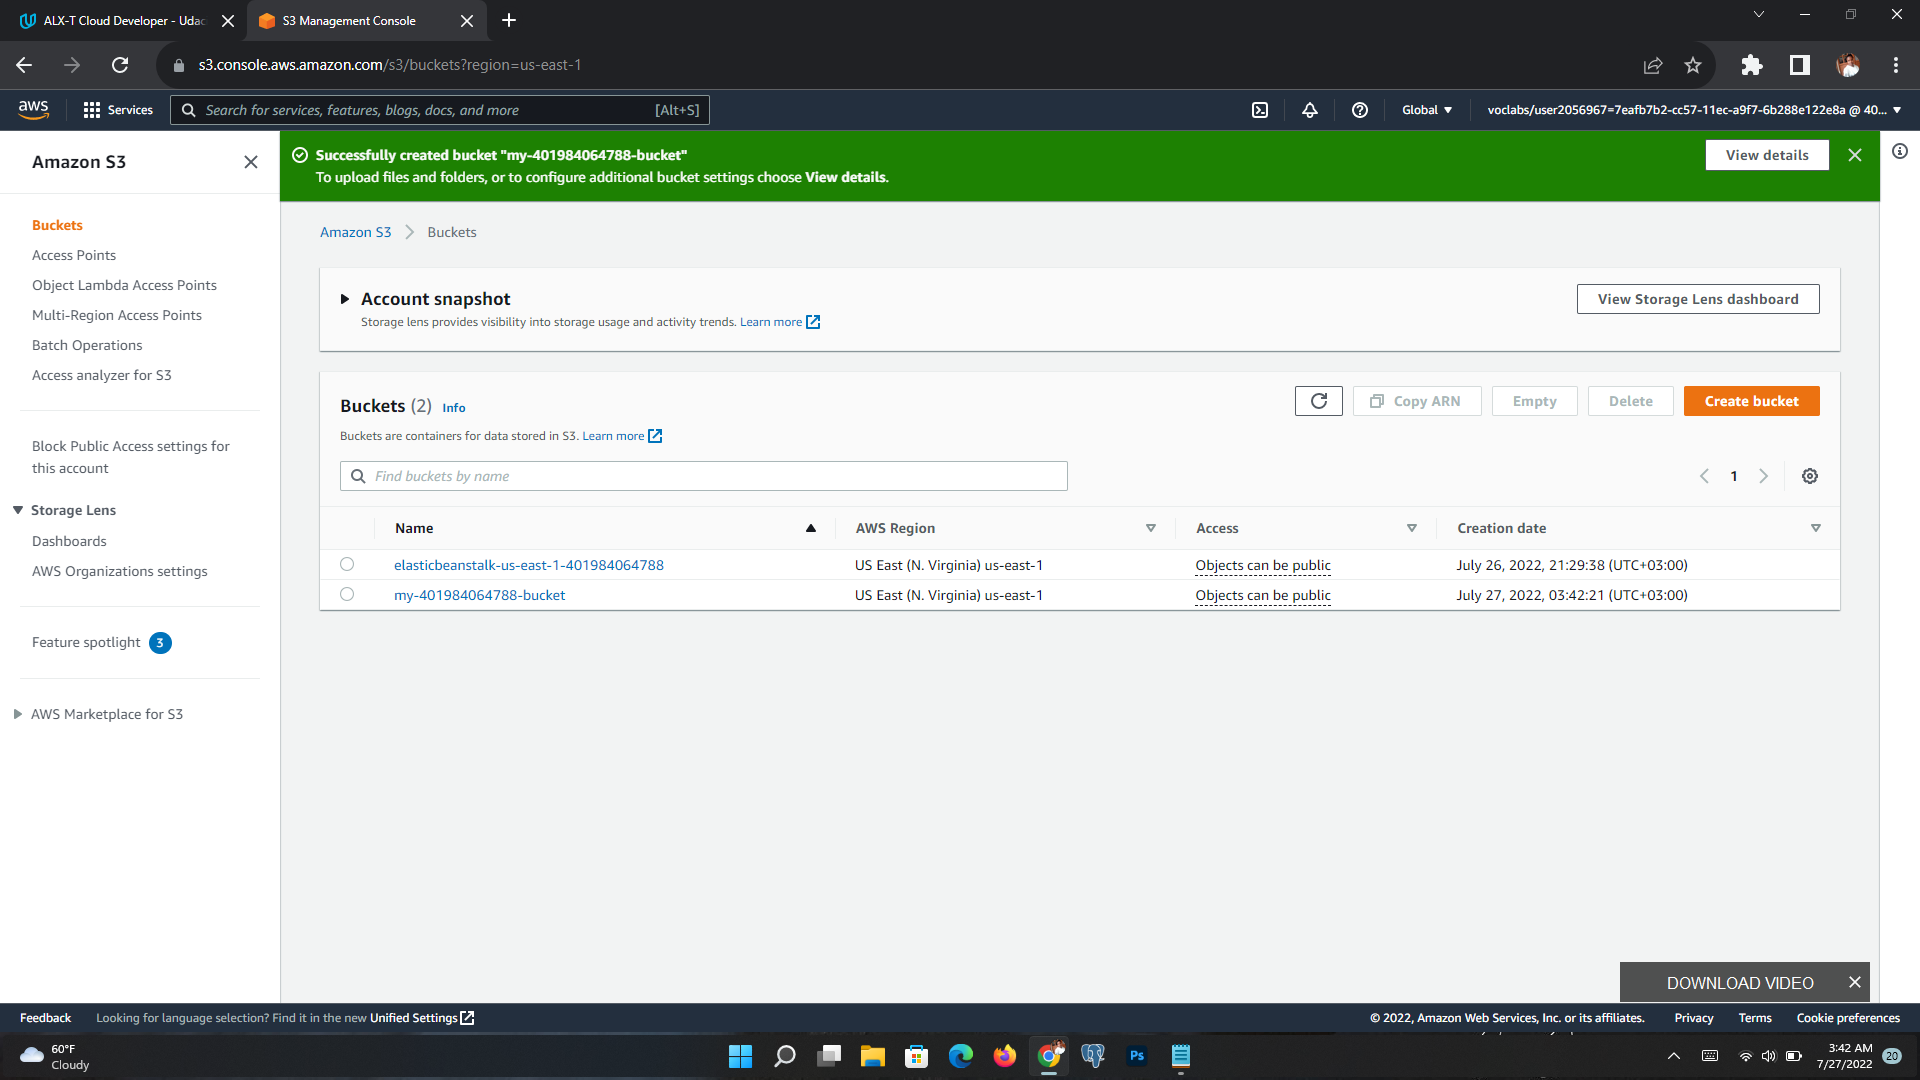 ALX-T Cloud Developer - Udac
S3 Management Console
s3.console.aws.amazon.com/s3/buckets?region=us-east-1
aws
Services
Search for services, features, blogs, docs, and more
[Alt+S]
Global
voclabs/user2056967=7eafb7b2-cc57-11ec-a9f7-6b288e122e8a @ 40...
Amazon S3
Buckets
Access Points
Object Lambda Access Points
Multi-Region Access Points
Batch Operations
Access analyzer for S3
Block Public Access settings for
this account
Storage Lens
Dashboards
AWS Organizations settings
Feature spotlight 3
AWS Marketplace for S3
Successfully created bucket "my-401984064788-bucket"
To upload files and folders, or to configure additional bucket settings choose View details.
View details
Amazon S3 Buckets
Account snapshot
Storage lens provides visibility into storage usage and activity trends. Learn more
View Storage Lens dashboard
Buckets (2) Info
Buckets are containers for data stored in S3. Learn more
Copy ARN
Empty
Delete
Create bucket
Find buckets by name
1
Name AWS Region Access Creation date
elasticbeanstalk-us-east-1-401984064788 US East (N. Virginia) us-east-1 Objects can be public July 26, 2022, 21:29:38 (UTC+03:00)
my-401984064788-bucket US East (N. Virginia) us-east-1 Objects can be public July 27, 2022, 03:42:21 (UTC+03:00)
DOWNLOAD VIDEO
Feedback
Looking for language selection? Find it in the new Unified Settings
© 2022, Amazon Web Services, Inc. or its affiliates.
Privacy
Terms
Cookie preferences
60°F
Cloudy
Ps
3:42 AM
7/27/2022
20